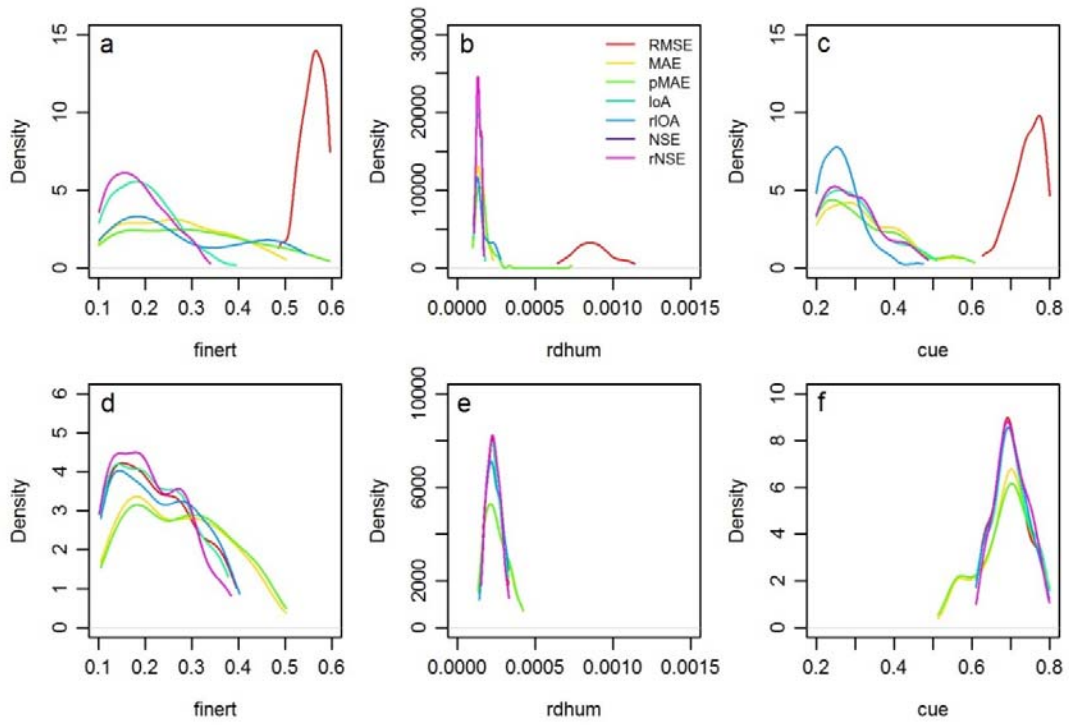 a
Density
0 5 10 15
0.1 0.2 0.3 0.4 0.5 0.6
finert
b
Density
0 10000 20000 30000
0.0000 0.0005 0.0010 0.0015
rdhum
RMSE
MAE
pMAE
IoA
rIOA
NSE
rNSE
c
Density
0 5 10 15
0.2 0.4 0.6 0.8
cue
d
Density
0 1 2 3 4 5 6
0.1 0.2 0.3 0.4 0.5 0.6
finert
e
Density
0 2000 6000 10000
0.0000 0.0005 0.0010 0.0015
rdhum
f
Density
0 2 4 6 8 10
0.2 0.4 0.6 0.8
cue